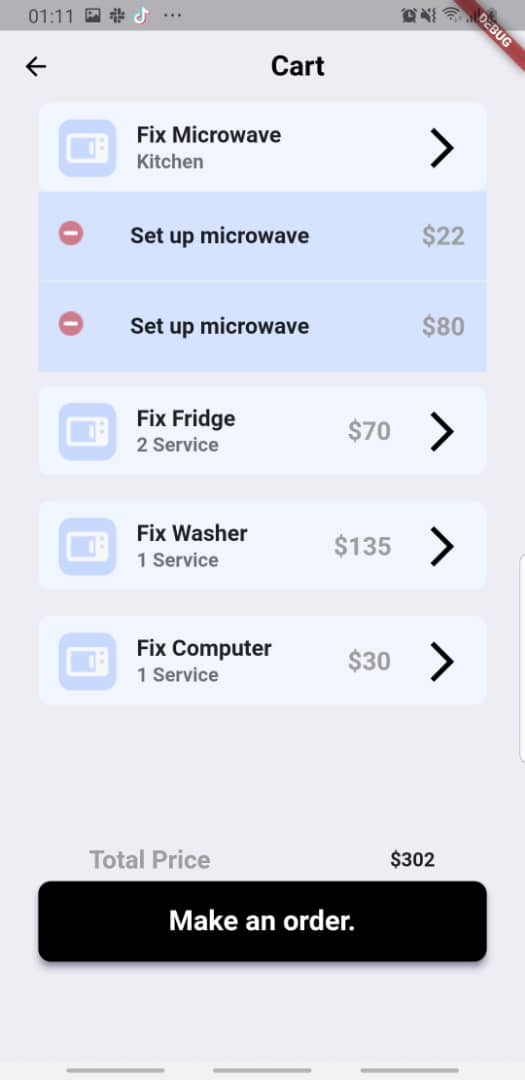 01:11
DEBUG
Cart
Fix Microwave
Kitchen
Set up microwave $22
Set up microwave $80
Fix Fridge
2 Service
$70
Fix Washer
1 Service
$135
Fix Computer
1 Service
$30
Total Price $302
Make an order.